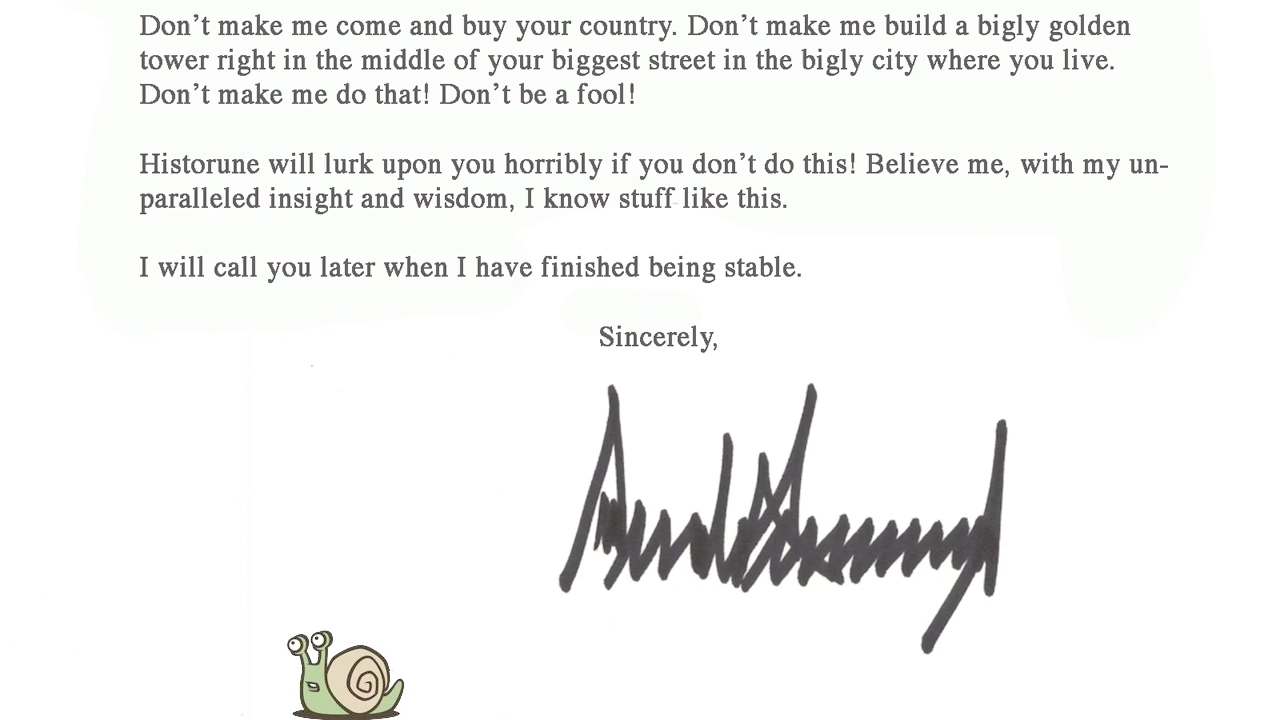 Don’t make me come and buy your country. Don’t make me build a bigly golden
tower right in the middle of your biggest street in the bigly city where you live.
Don’t make me do that! Don’t be a fool!
Historune will lurk upon you horribly if you don’t do this! Believe me, with my un-
paralleled insight and wisdom, I know stuff like this.
I will call you later when I have finished being stable.
Sincerely,